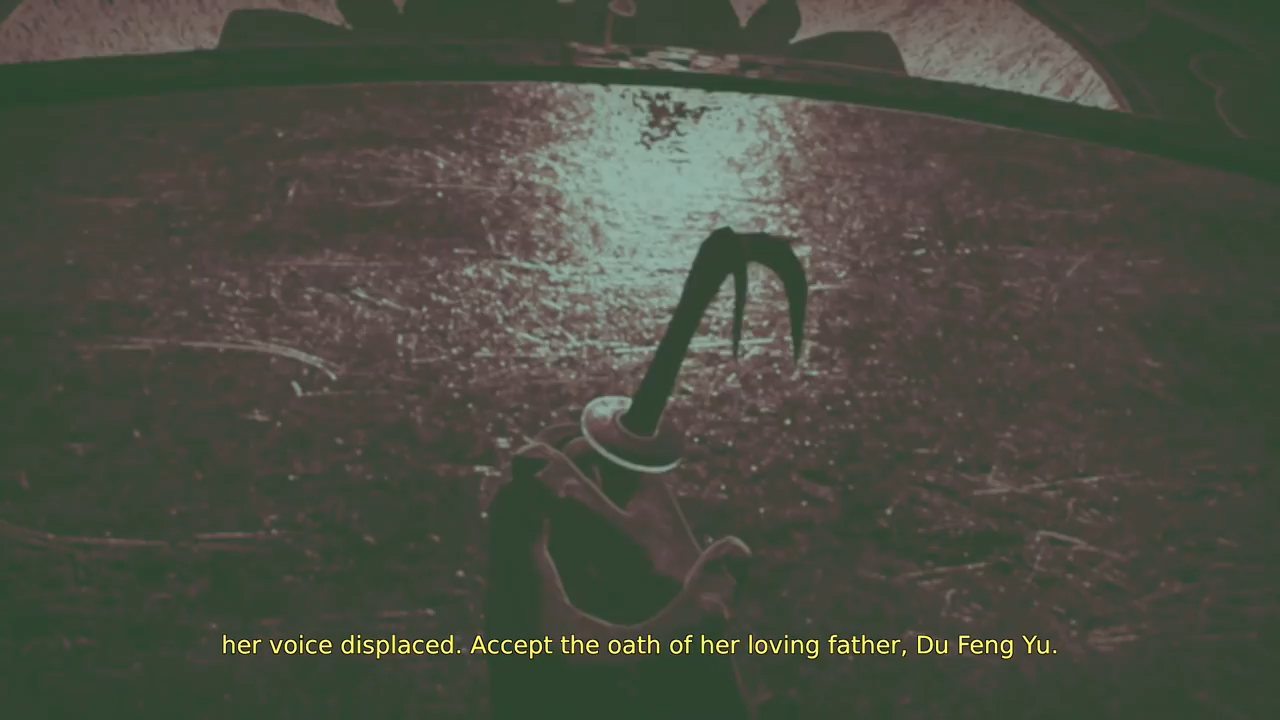 her voice displaced. Accept the oath of her loving father, Du Feng Yu.